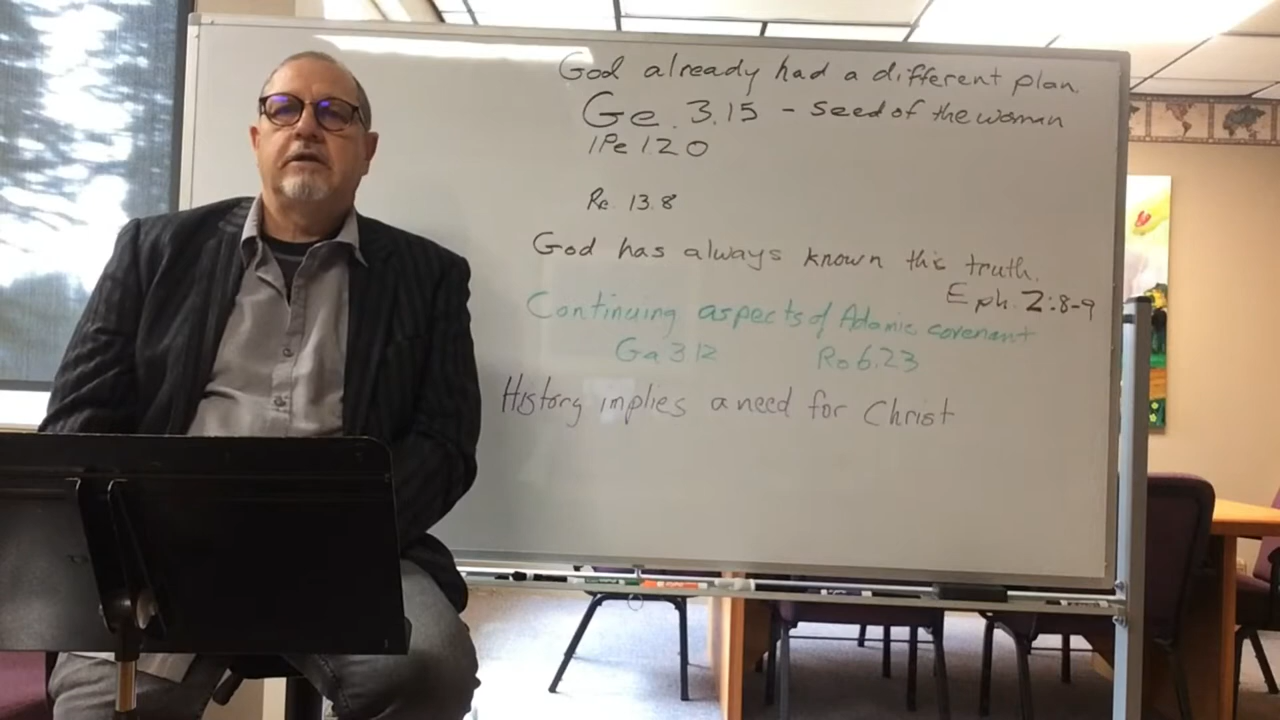 God already had a different plan.
Ge. 3.15 - seed of the woman
1Pe 1.20
Re. 13.8
God has always known this truth.
Eph. 2:8-9
Continuing aspects of Adamic covenant
Ga 3 12 Ro 6.23
History implies a need for Christ